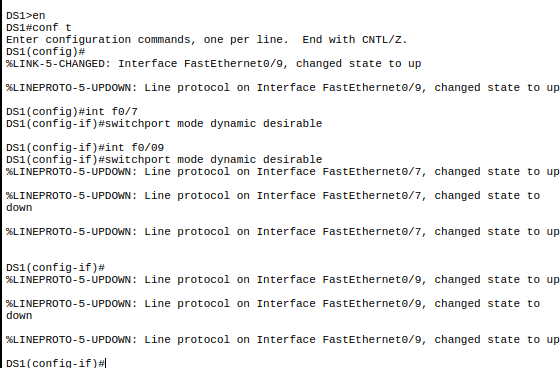 DS1>en
DS1#conf t
Enter configuration commands, one per line.  End with CNTL/Z.
DS1(config)#
%LINK-5-CHANGED: Interface FastEthernet0/9, changed state to up
%LINEPROTO-5-UPDOWN: Line protocol on Interface FastEthernet0/9, changed state to up
DS1(config)#int f0/7
DS1(config-if)#switchport mode dynamic desirable
DS1(config-if)#int f0/09
DS1(config-if)#switchport mode dynamic desirable
%LINEPROTO-5-UPDOWN: Line protocol on Interface FastEthernet0/7, changed state to up
%LINEPROTO-5-UPDOWN: Line protocol on Interface FastEthernet0/7, changed state to
down
%LINEPROTO-5-UPDOWN: Line protocol on Interface FastEthernet0/7, changed state to up
DS1(config-if)#
%LINEPROTO-5-UPDOWN: Line protocol on Interface FastEthernet0/9, changed state to up
%LINEPROTO-5-UPDOWN: Line protocol on Interface FastEthernet0/9, changed state to
down
%LINEPROTO-5-UPDOWN: Line protocol on Interface FastEthernet0/9, changed state to up
DS1(config-if)#